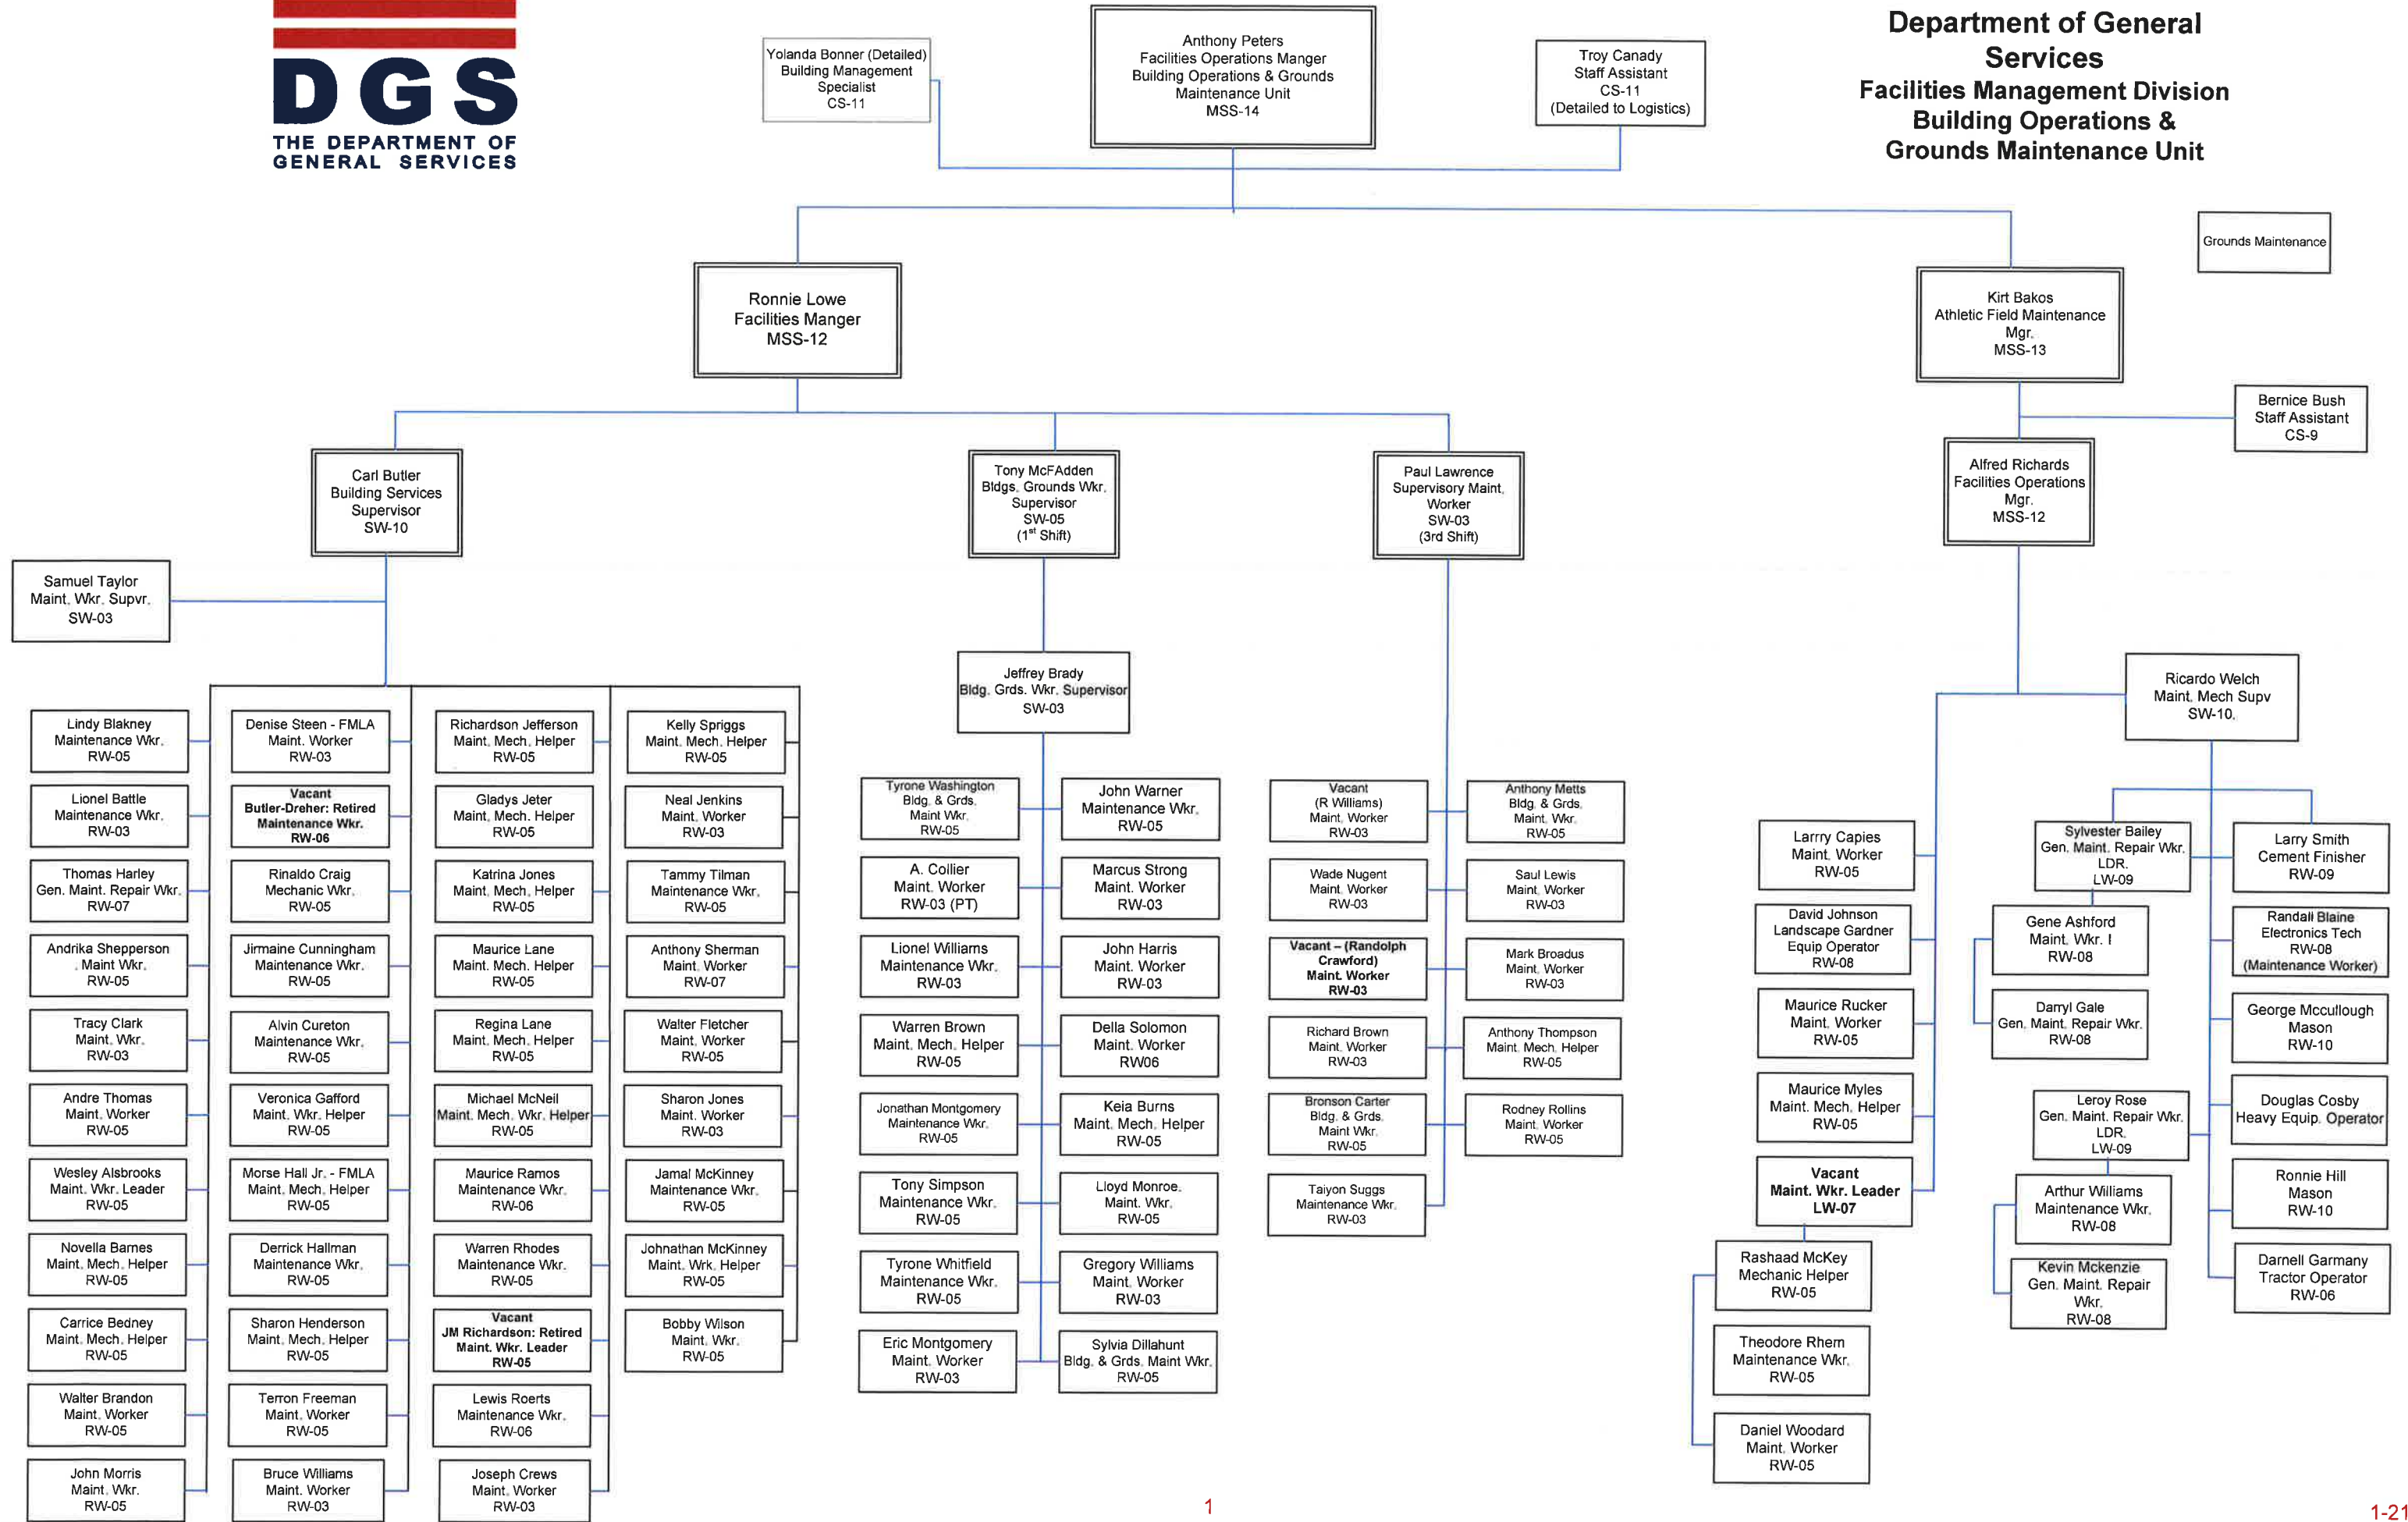 DGS
THE DEPARTMENT OF
GENERAL SERVICES
Yolanda Bonner (Detailed)
Building Management
Specialist
CS-11
Anthony Peters
Facilities Operations Manger
Building Operations & Grounds
Maintenance Unit
MSS-14
Troy Canady
Staff Assistant
CS-11
(Detailed to Logistics)
Department of General
Services
Facilities Management Division
Building Operations &
Grounds Maintenance Unit
Grounds Maintenance
Ronnie Lowe
Facilities Manger
MSS-12
Kirt Bakos
Athletic Field Maintenance
Mgr.
MSS-13
Bernice Bush
Staff Assistant
CS-9
Carl Butler
Building Services
Supervisor
SW-10
Tony McFAdden
Bldgs. Grounds Wkr.
Supervisor
SW-05
(1st Shift)
Paul Lawrence
Supervisory Maint.
Worker
SW-03
(3rd Shift)
Alfred Richards
Facilities Operations
Mgr.
MSS-12
Samuel Taylor
Maint. Wkr. Supvr.
SW-03
Jeffrey Brady
Bldg. Grds. Wkr. Supervisor
SW-03
Ricardo Welch
Maint. Mech Supv
SW-10.
Lindy Blakney
Maintenance Wkr.
RW-05
Lionel Battle
Maintenance Wkr.
RW-03
Thomas Harley
Gen. Maint. Repair Wkr.
RW-07
Andrika Shepperson
. Maint Wkr.
RW-05
Tracy Clark
Maint. Wkr.
RW-03
Andre Thomas
Maint. Worker
RW-05
Wesley Alsbrooks
Maint. Wkr. Leader
RW-05
Novella Barnes
Maint. Mech. Helper
RW-05
Carrice Bedney
Maint. Mech. Helper
RW-05
Walter Brandon
Maint. Worker
RW-05
John Morris
Maint. Wkr.
RW-05
Denise Steen - FMLA
Maint. Worker
RW-03
Vacant
Butler-Dreher: Retired
Maintenance Wkr.
RW-06
Rinaldo Craig
Mechanic Wkr.
RW-05
Jirmaine Cunningham
Maintenance Wkr.
RW-05
Alvin Cureton
Maintenance Wkr.
RW-05
Veronica Gafford
Maint. Wkr. Helper
RW-05
Morse Hall Jr. - FMLA
Maint. Mech. Helper
RW-05
Derrick Hallman
Maintenance Wkr.
RW-05
Sharon Henderson
Maint. Mech. Helper
RW-05
Terron Freeman
Maint. Worker
RW-05
Bruce Williams
Maint. Worker
RW-03
Richardson Jefferson
Maint. Mech. Helper
RW-05
Gladys Jeter
Maint. Mech. Helper
RW-05
Katrina Jones
Maint. Mech. Helper
RW-05
Maurice Lane
Maint. Mech. Helper
RW-05
Regina Lane
Maint. Mech. Helper
RW-05
Michael McNeil
Maint. Mech. Wkr. Helper
RW-05
Maurice Ramos
Maintenance Wkr.
RW-06
Warren Rhodes
Maintenance Wkr.
RW-05
Vacant
JM Richardson: Retired
Maint. Wkr. Leader
RW-05
Lewis Roerts
Maintenance Wkr.
RW-06
Joseph Crews
Maint. Worker
RW-03
Kelly Spriggs
Maint. Mech. Helper
RW-05
Neal Jenkins
Maint. Worker
RW-03
Tammy Tilman
Maintenance Wkr.
RW-05
Anthony Sherman
Maint. Worker
RW-07
Walter Fletcher
Maint. Worker
RW-05
Sharon Jones
Maint. Worker
RW-03
Jamal McKinney
Maintenance Wkr.
RW-05
Johnathan McKinney
Maint. Wrk. Helper
RW-05
Bobby Wilson
Maint. Wkr.
RW-05
Tyrone Washington
Bldg. & Grds.
Maint Wkr.
RW-05
A. Collier
Maint. Worker
RW-03 (PT)
Lionel Williams
Maintenance Wkr.
RW-03
Warren Brown
Maint. Mech. Helper
RW-05
Jonathan Montgomery
Maintenance Wkr.
RW-05
Tony Simpson
Maintenance Wkr.
RW-05
Tyrone Whitfield
Maintenance Wkr.
RW-05
Eric Montgomery
Maint. Worker
RW-03
John Warner
Maintenance Wkr.
RW-05
Marcus Strong
Maint. Worker
RW-03
John Harris
Maint. Worker
RW-03
Della Solomon
Maint. Worker
RW06
Keia Burns
Maint. Mech. Helper
RW-05
Lloyd Monroe.
Maint. Wkr.
RW-05
Gregory Williams
Maint. Worker
RW-03
Sylvia Dillahunt
Bldg. & Grds. Maint Wkr.
RW-05
Vacant
(R Williams)
Maint. Worker
RW-03
Wade Nugent
Maint. Worker
RW-03
Vacant – (Randolph
Crawford)
Maint. Worker
RW-03
Richard Brown
Maint. Worker
RW-03
Bronson Carter
Bldg. & Grds.
Maint Wkr.
RW-05
Taiyon Suggs
Maintenance Wkr.
RW-03
Anthony Metts
Bldg. & Grds.
Maint. Wkr.
RW-05
Saul Lewis
Maint. Worker
RW-03
Mark Broadus
Maint. Worker
RW-03
Anthony Thompson
Maint. Mech. Helper
RW-05
Rodney Rollins
Maint. Worker
RW-05
Larrry Capies
Maint. Worker
RW-05
David Johnson
Landscape Gardner
Equip Operator
RW-08
Maurice Rucker
Maint. Worker
RW-05
Maurice Myles
Maint. Mech. Helper
RW-05
Vacant
Maint. Wkr. Leader
LW-07
Rashaad McKey
Mechanic Helper
RW-05
Theodore Rhem
Maintenance Wkr.
RW-05
Daniel Woodard
Maint. Worker
RW-05
Sylvester Bailey
Gen. Maint. Repair Wkr.
LDR.
LW-09
Gene Ashford
Maint. Wkr. I
RW-08
Darryl Gale
Gen. Maint. Repair Wkr.
RW-08
Leroy Rose
Gen. Maint. Repair Wkr.
LDR.
LW-09
Arthur Williams
Maintenance Wkr.
RW-08
Kevin Mckenzie
Gen. Maint. Repair
Wkr.
RW-08
Larry Smith
Cement Finisher
RW-09
Randall Blaine
Electronics Tech
RW-08
(Maintenance Worker)
George Mccullough
Mason
RW-10
Douglas Cosby
Heavy Equip. Operator
Ronnie Hill
Mason
RW-10
Darnell Garmany
Tractor Operator
RW-06
1
1-21